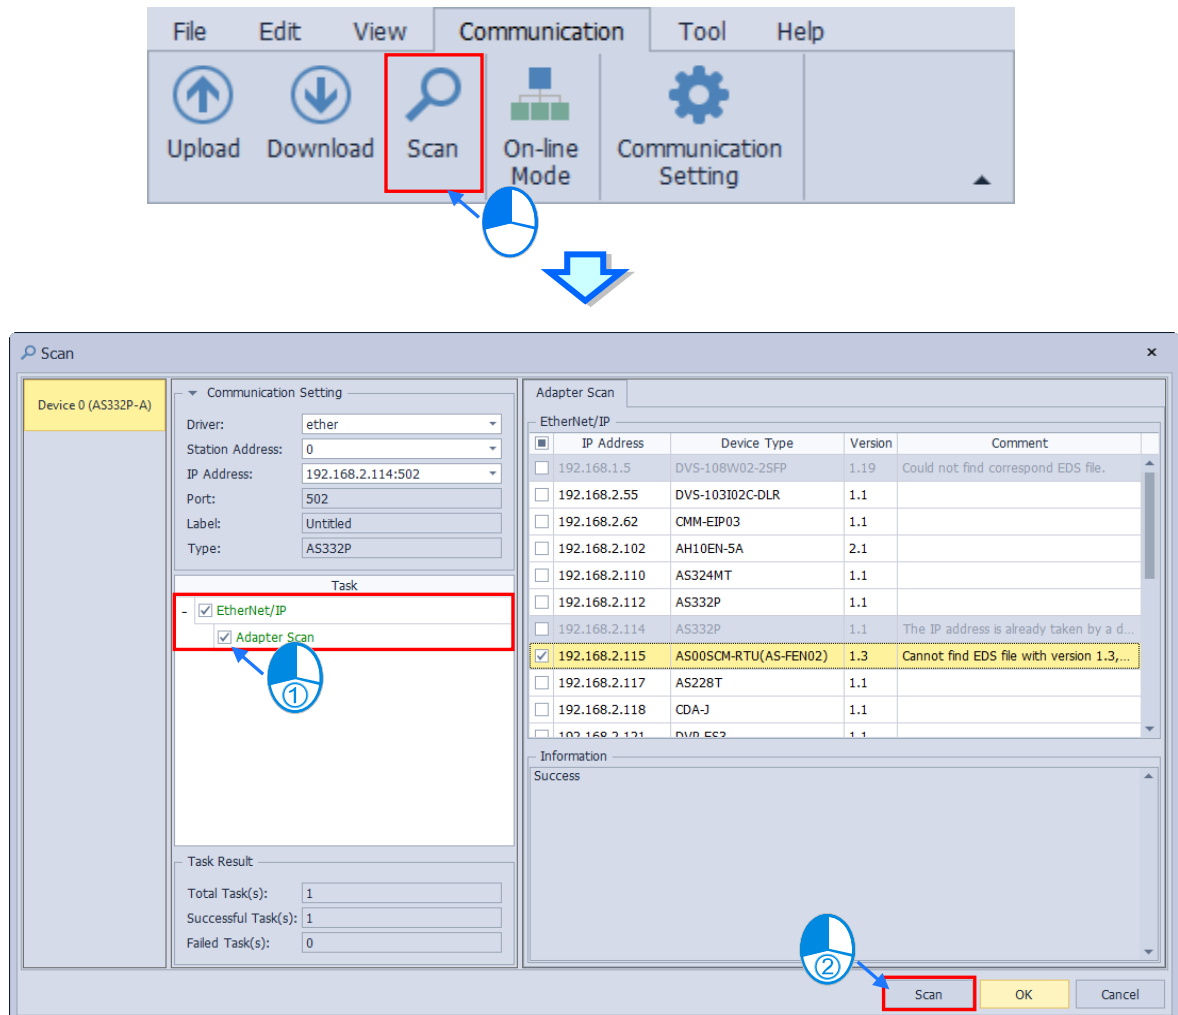 File Edit View Communication Tool Help
Upload Download Scan On-line Mode Communication Setting
Scan
Device 0 (AS332P-A)
Communication Setting
Driver: ether
Station Address: 0
IP Address: 192.168.2.114:502
Port: 502
Label: Untitled
Type: AS332P
Task
EtherNet/IP
Adapter Scan
1
Task Result
Total Task(s): 1
Successful Task(s): 1
Failed Task(s): 0
Adapter Scan
EtherNet/IP
IP Address Device Type Version Comment
192.168.1.5 DVS-108W02-2SFP 1.19 Could not find correspond EDS file.
192.168.2.55 DVS-103I02C-DLR 1.1
192.168.2.62 CMM-EIP03 1.1
192.168.2.102 AH10EN-5A 2.1
192.168.2.110 AS324MT 1.1
192.168.2.112 AS332P 1.1
192.168.2.114 AS332P 1.1 The IP address is already taken by a d...
192.168.2.115 AS00SCM-RTU(AS-FEN02) 1.3 Cannot find EDS file with version 1.3,...
192.168.2.117 AS228T 1.1
192.168.2.118 CDA-J 1.1
192.168.2.121 DVP-ES3 1.1
Information
Success
2
Scan OK Cancel